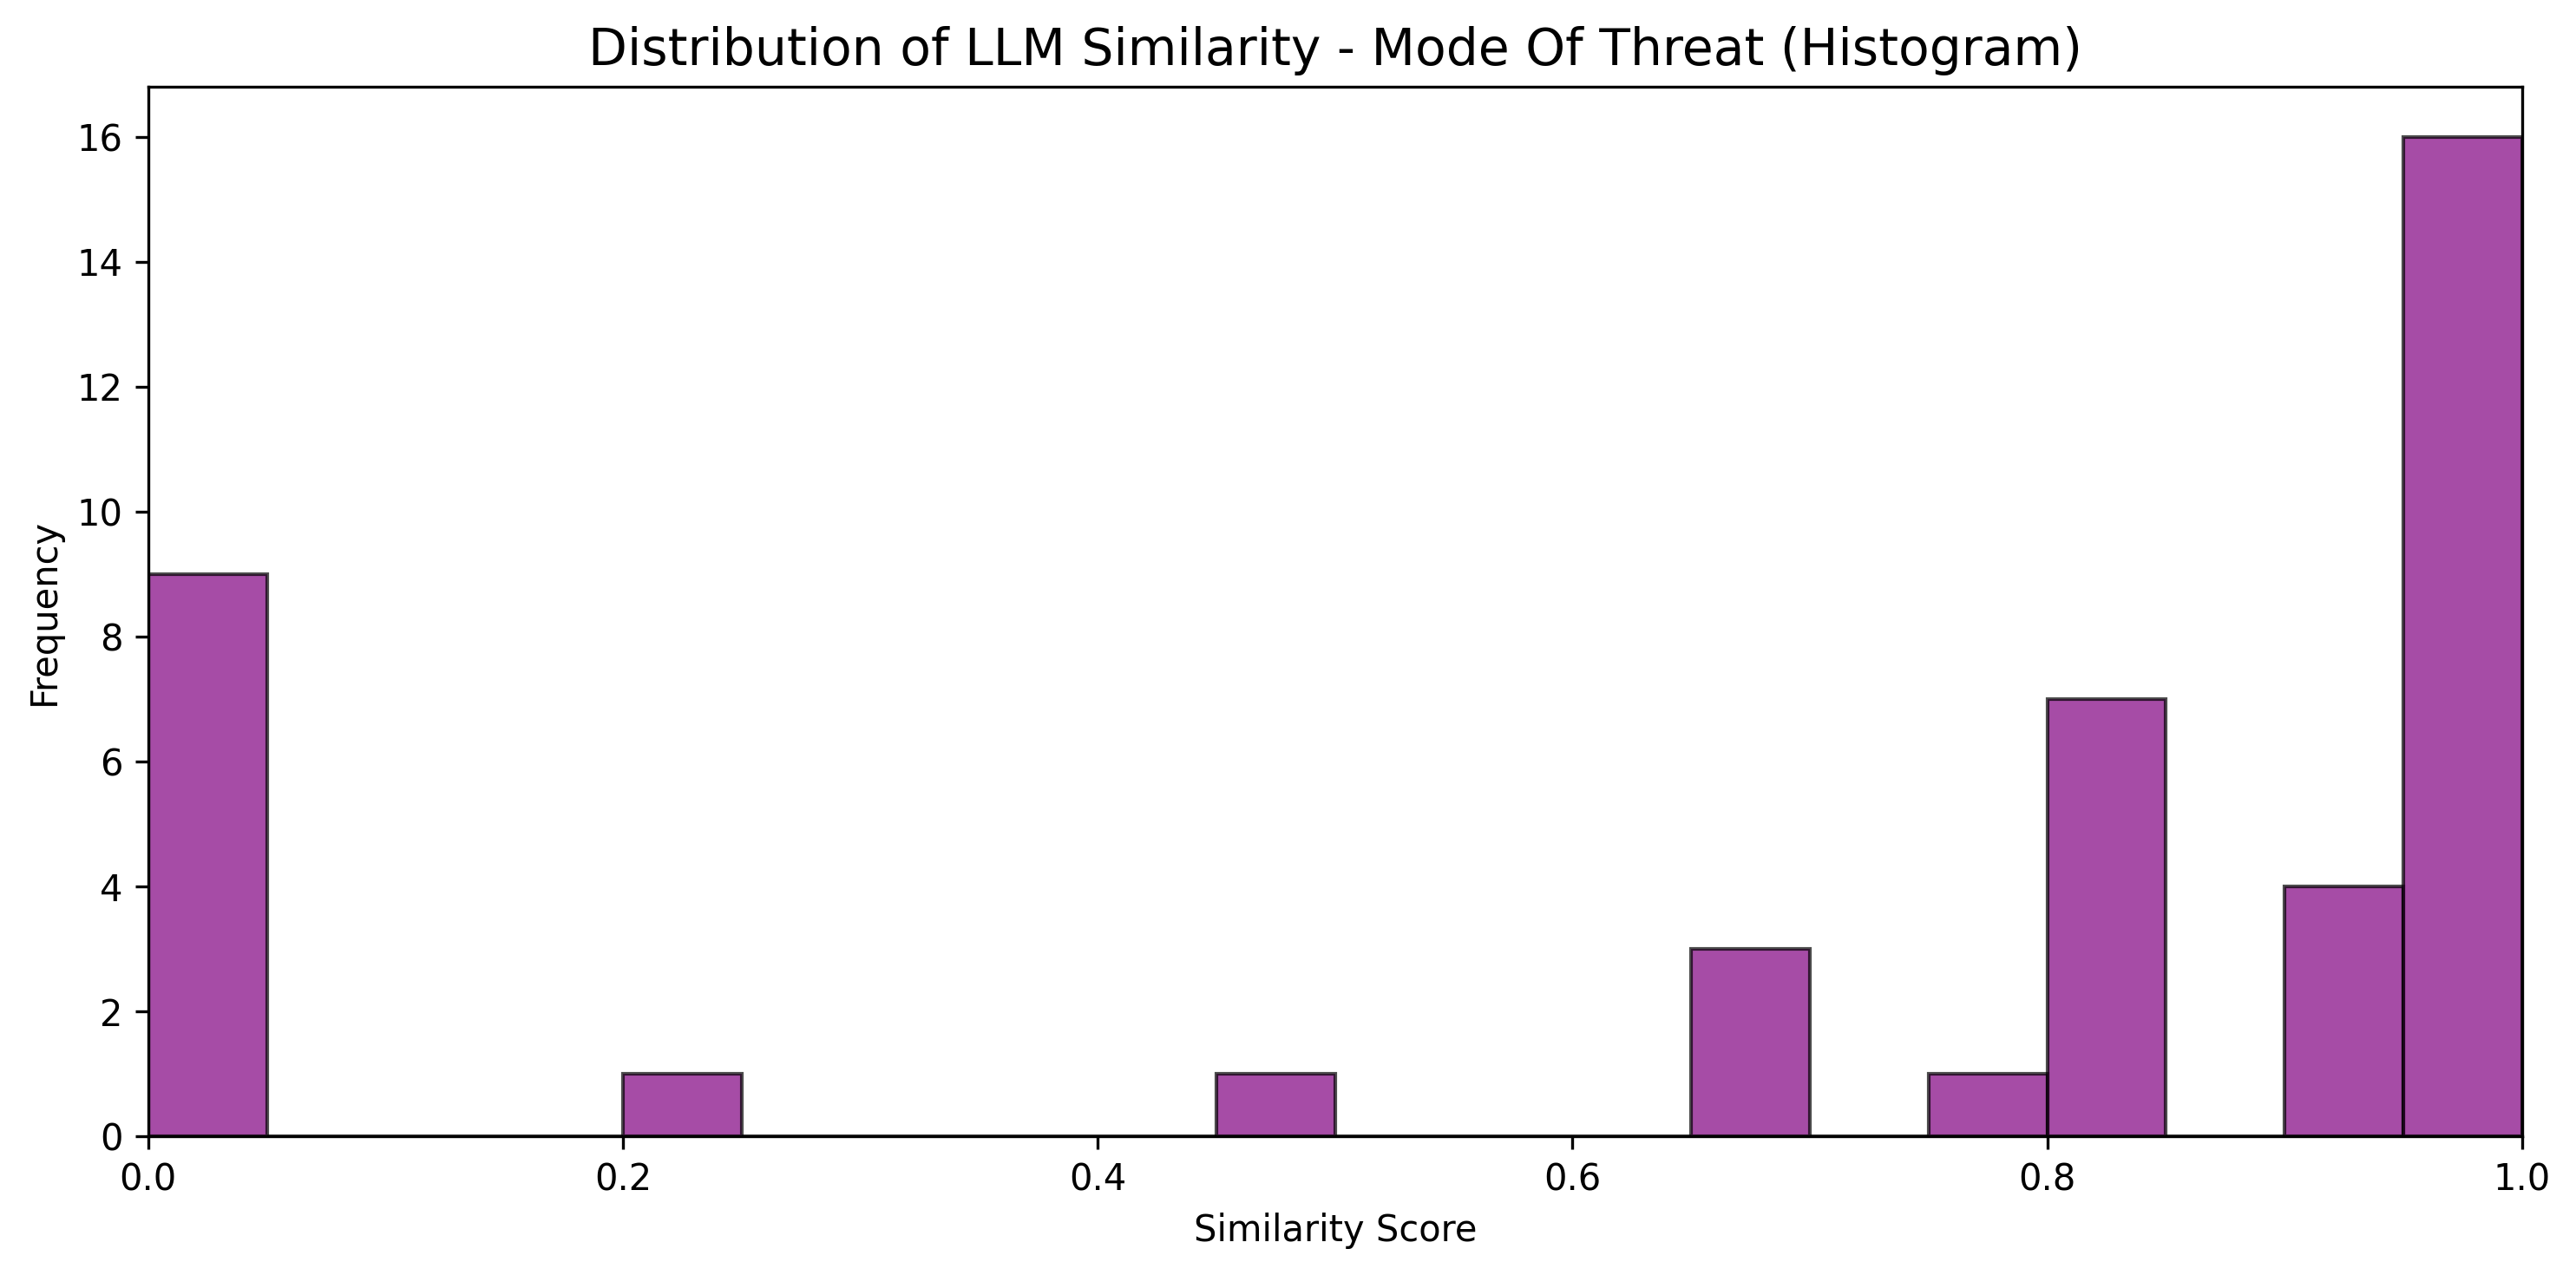 Distribution of LLM Similarity - Mode Of Threat (Histogram)
Frequency
16
14
12
10
8
6
4
2
0
0.0 0.2 0.4 0.6 0.8 1.0
Similarity Score